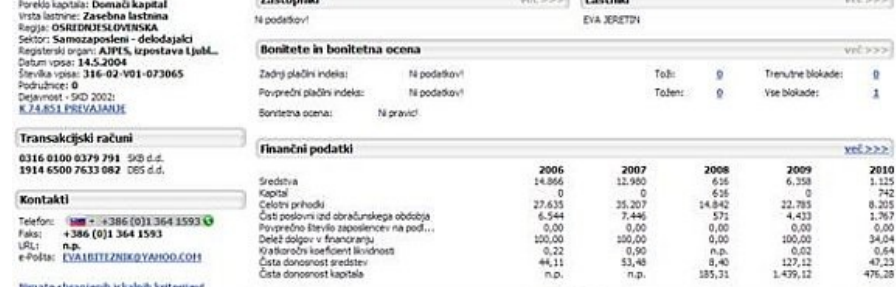 Poreklo kapitala: Domači kapital
Vrsta lastnine: Zasebna lastnina
Regija: OSREDNJESLOVENSKA
Sektor: Samozaposleni - delodajalci
Registerski organ: AJPES, izpostava Ljubl...
Datum vpisa: 14.5.2004
Številka vpisa: 316-02-V01-073065
Podružnice: 0
Dejavnost - SKD 2002:
K 74.851 PREVAJANJE
Transakcijski računi
0316 0100 0379 791 SKB d.d.
1914 6500 7633 082 DBS d.d.
Kontakti
Telefon: +386 (0)1 364 1593
Faks: +386 (0)1 364 1593
URL: n.p.
e-Pošta: EVA1BITEZNIK@YAHOO.COM
Nimate shranjenih iskalnih kriterijev!
Zastopniki več >>>
Ni podatkov!
Lastniki več >>>
EVA JERETIN
Bonitete in bonitetna ocena več >>>
Zadnji plačilni indeks: Ni podatkov! Toži: 0 Trenutne blokade: 0
Povprečni plačilni indeks: Ni podatkov! Tožen: 0 Vse blokade: 1
Bonitetna ocena: Ni pravic!
Finančni podatki več >>>
2006 2007 2008 2009 2010
Sredstva 14.866 12.980 616 6.358 1.125
Kapital 0 0 616 0 742
Celotni prihodki 27.635 35.207 14.842 22.785 8.205
Čisti poslovni izid obračunskega obdobja 6.544 7.446 571 4.433 1.767
Povprečno število zaposlencev na podl... 0,00 0,00 0,00 0,00 0,00
Delež dolgov v financiranju 100,00 100,00 0,00 100,00 34,04
Kratkoročni koeficient likvidnosti 0,22 0,90 n.p. 0,02 0,64
Čista donosnost sredstev 44,11 53,48 8,40 127,12 47,23
Čista donosnost kapitala n.p. n.p. 185,31 1.439,12 476,28